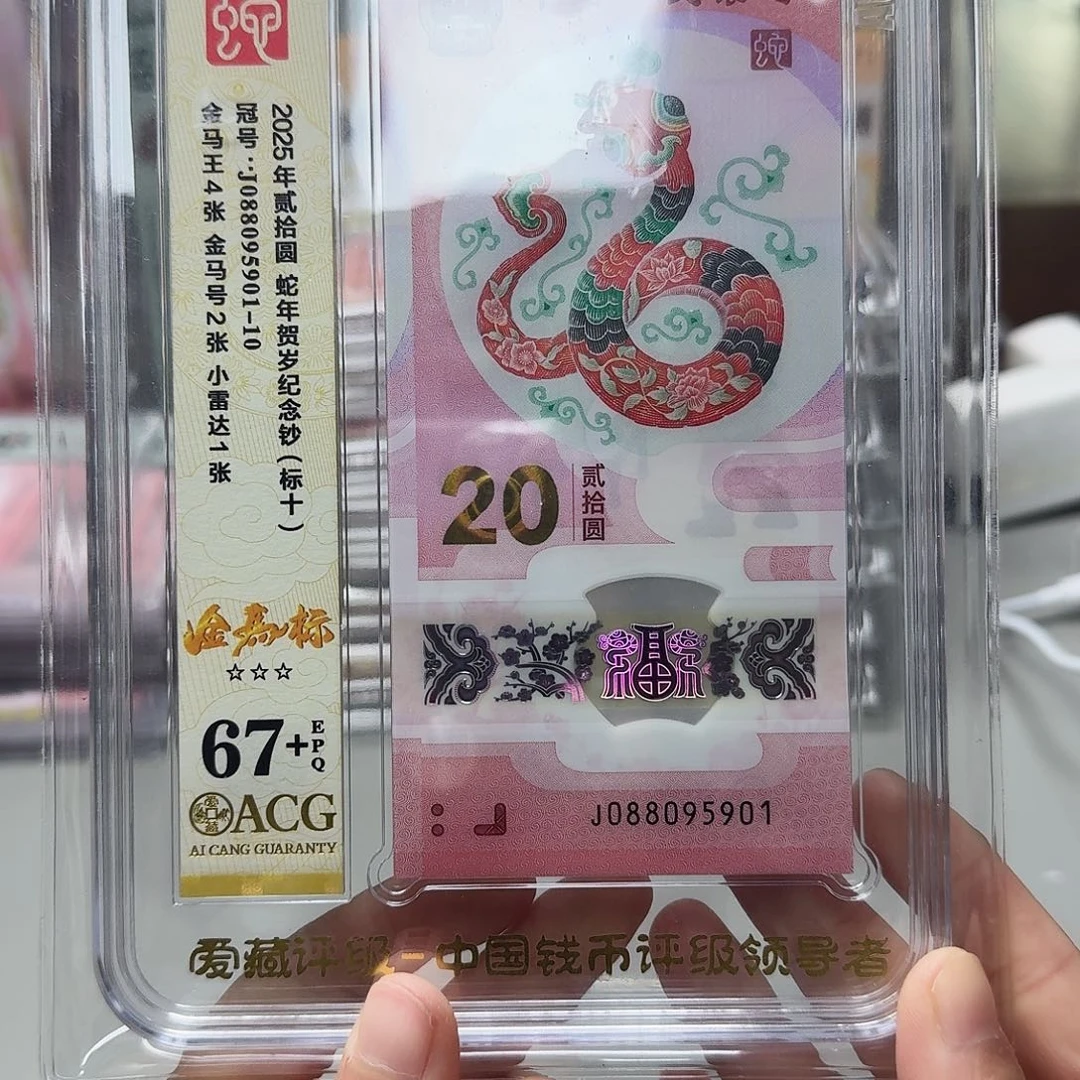 2025年贰拾圆 蛇年贺岁纪念钞(标十)
冠号:J088095901-10
金马王4张 金马号2张 小雷达1张
金马标
☆☆☆
67+EPQ
ACG
AI CANG GUARANTY
20 贰拾圆
J088095901
爱藏评级-中国钱币评级领导者